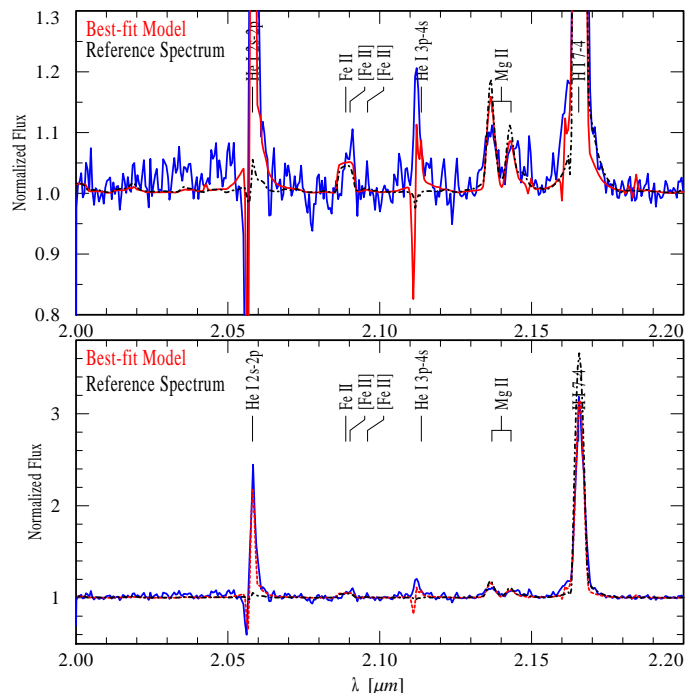 1.3
1.2
1.1
1.0
0.9
0.8
Normalized Flux
Best-fit Model
Reference Spectrum
He I 2s-2p
Fe II
[Fe II]
[Fe II]
He I 3p-4s
Mg II
H I 7-4
2.00
2.05
2.10
2.15
2.20
3
2
1
Normalized Flux
Best-fit Model
Reference Spectrum
He I 2s-2p
Fe II
[Fe II]
[Fe II]
He I 3p-4s
Mg II
H I 7-4
2.00
2.05
2.10
2.15
2.20
λ [μm]